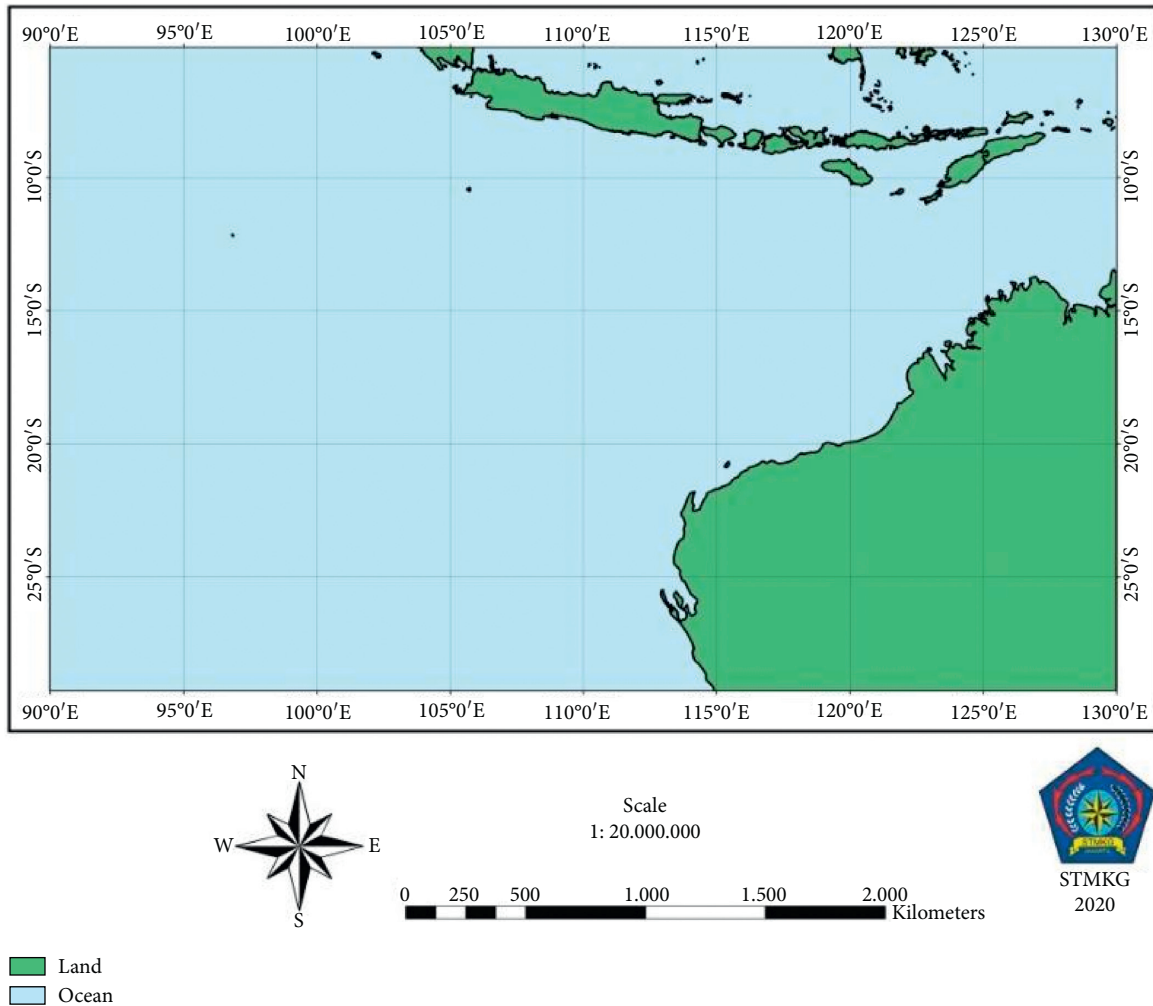 90°0′E 95°0′E 100°0′E 105°0′E 110°0′E 115°0′E 120°0′E 125°0′E 130°0′E
10°0′S 10°0′S
15°0′S 15°0′S
20°0′S 20°0′S
25°0′S 25°0′S
90°0′E 95°0′E 100°0′E 105°0′E 110°0′E 115°0′E 120°0′E 125°0′E 130°0′E
N
W E
S
Scale
1: 20.000.000
0 250 500 1.000 1.500 2.000
Kilometers
STMKG
STMKG
2020
Land
Ocean